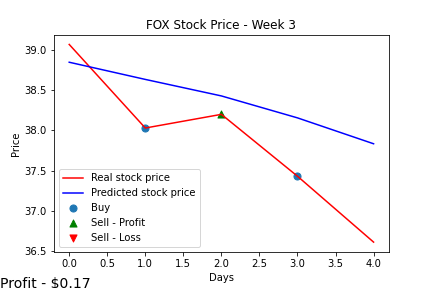 FOX Stock Price - Week 3
39.0
38.5
38.0
37.5
37.0
36.5
Price
Real stock price
Predicted stock price
Buy
Sell - Profit
Sell - Loss
0.0 0.5 1.0 1.5 2.0 2.5 3.0 3.5 4.0
Days
Profit - $0.17